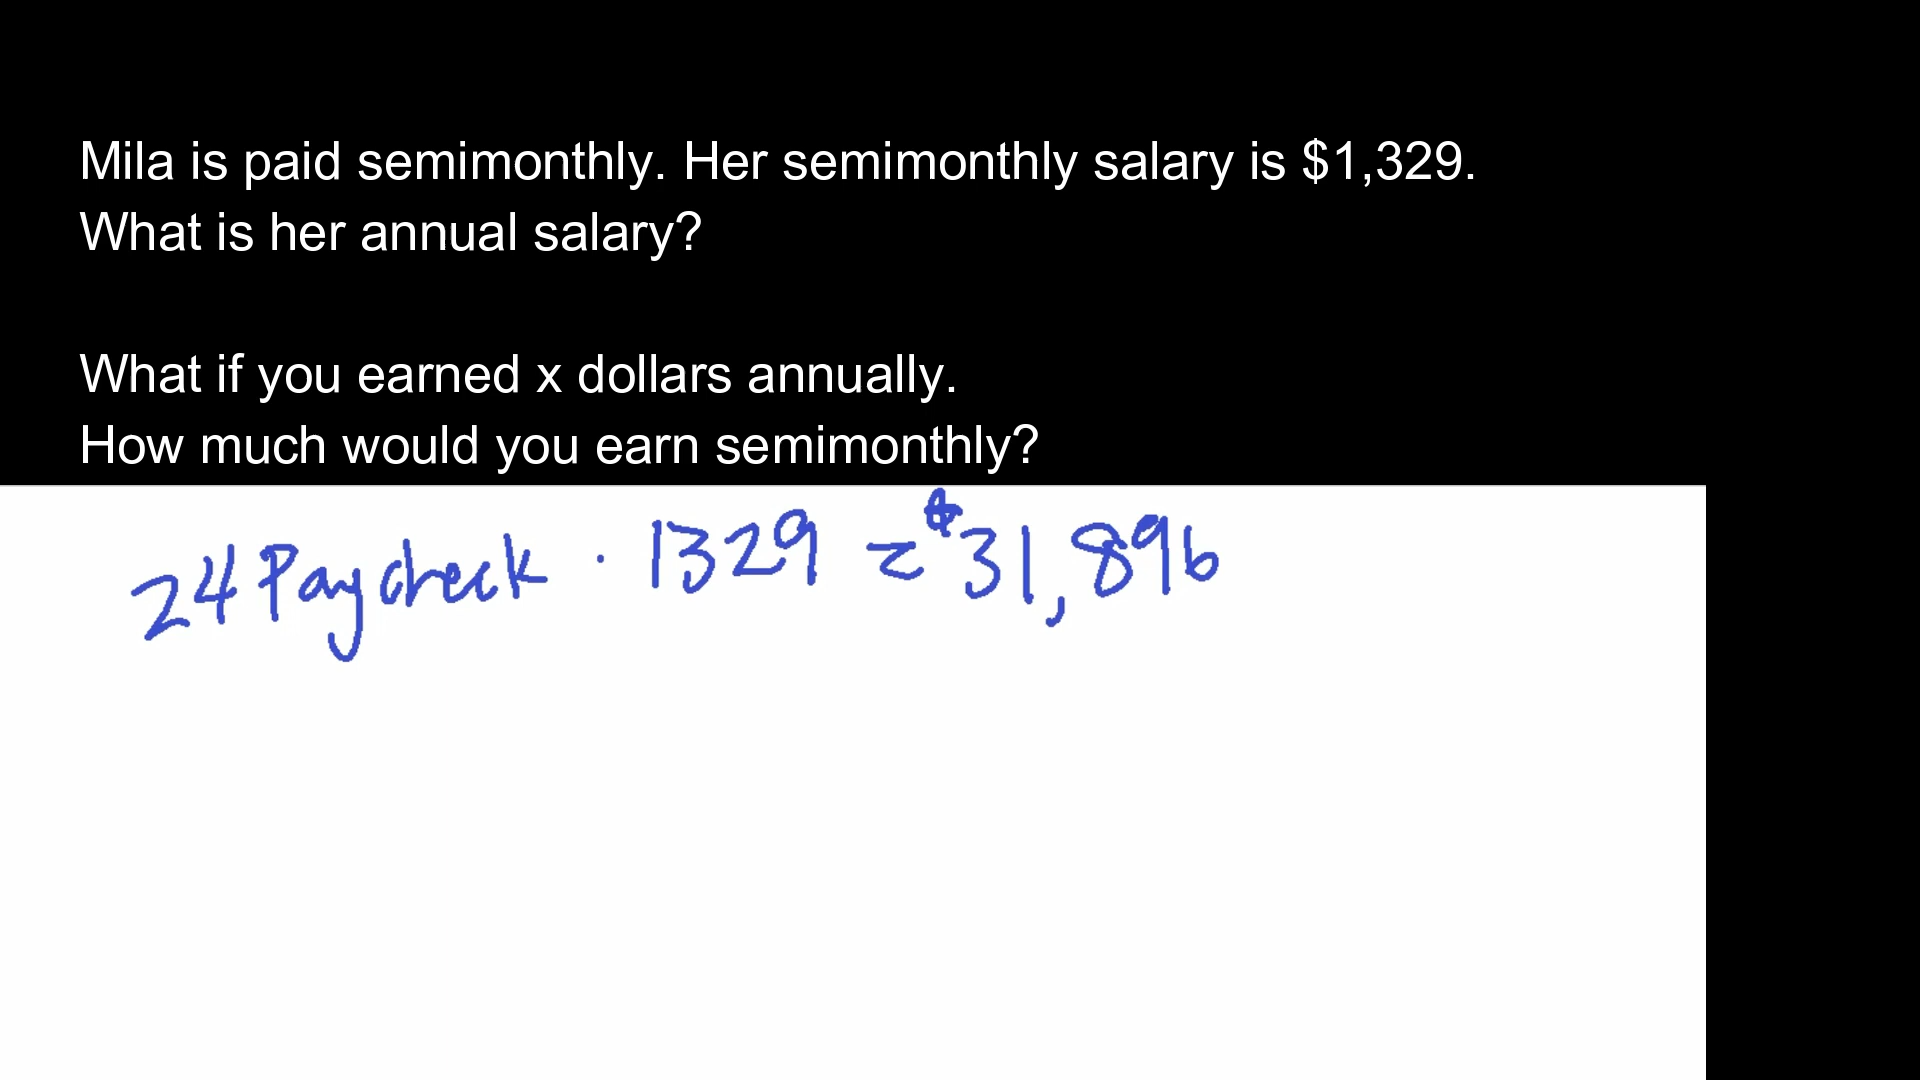 Mila is paid semimonthly. Her semimonthly salary is $1,329.
What is her annual salary?
What if you earned x dollars annually.
How much would you earn semimonthly?
24 Paycheck · 1329 = $31,896